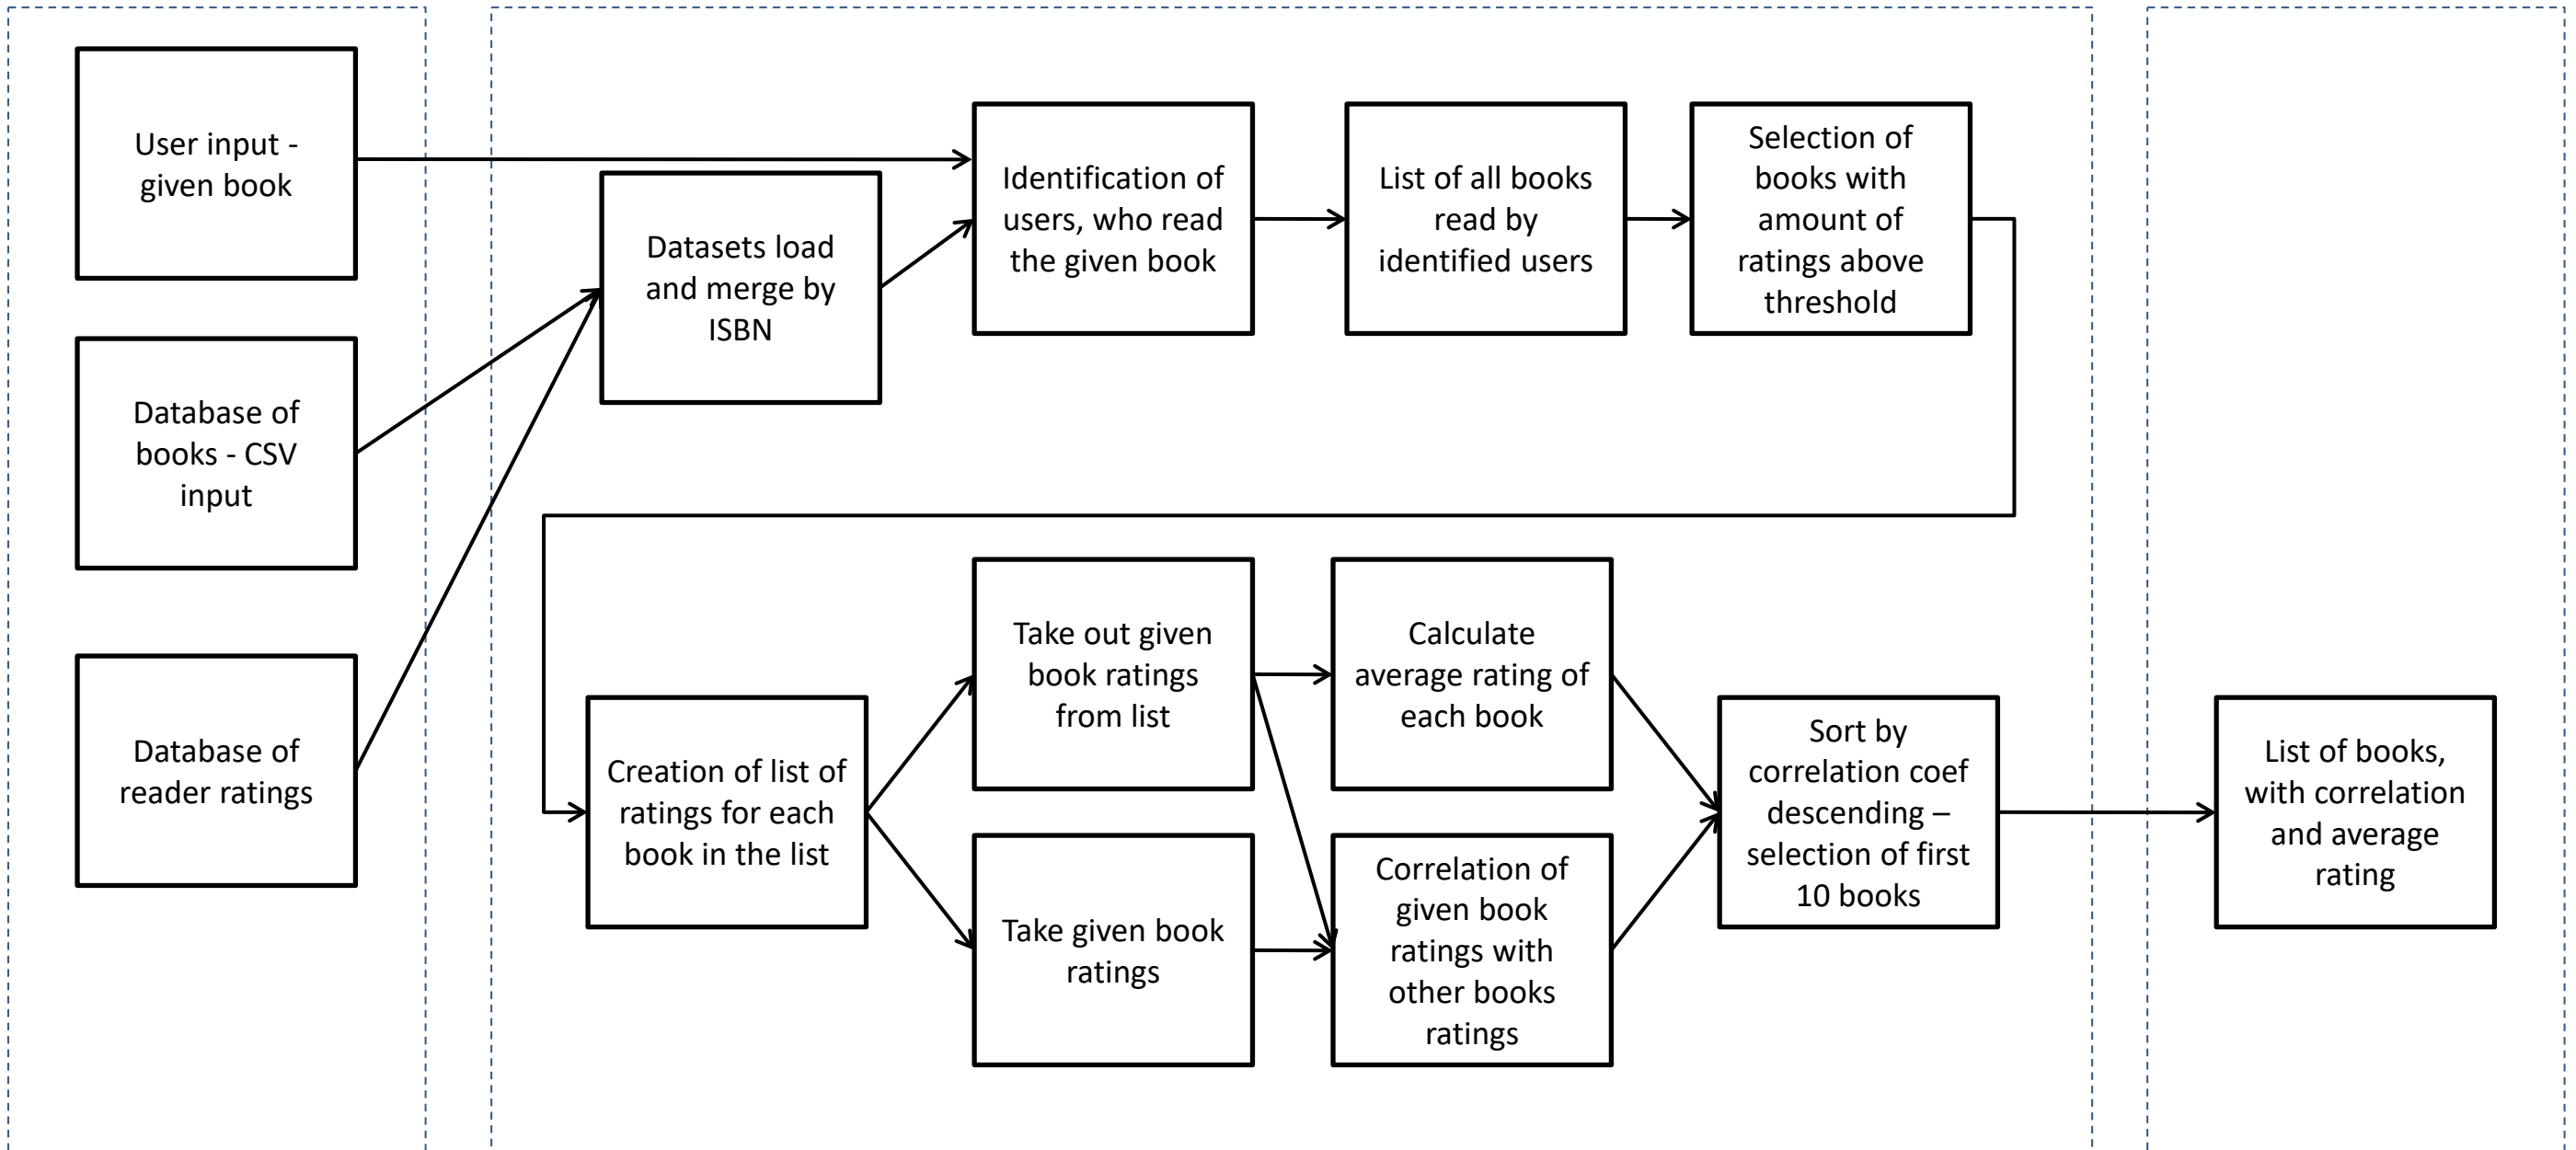 User input -
given book
Database of
books - CSV
input
Database of
reader ratings
Datasets load
and merge by
ISBN
Identification of
users, who read
the given book
List of all books
read by
identified users
Selection of
books with
amount of
ratings above
threshold
Creation of list of
ratings for each
book in the list
Take out given
book ratings
from list
Take given book
ratings
Calculate
average rating of
each book
Correlation of
given book
ratings with
other books
ratings
Sort by
correlation coef
descending –
selection of first
10 books
List of books,
with correlation
and average
rating